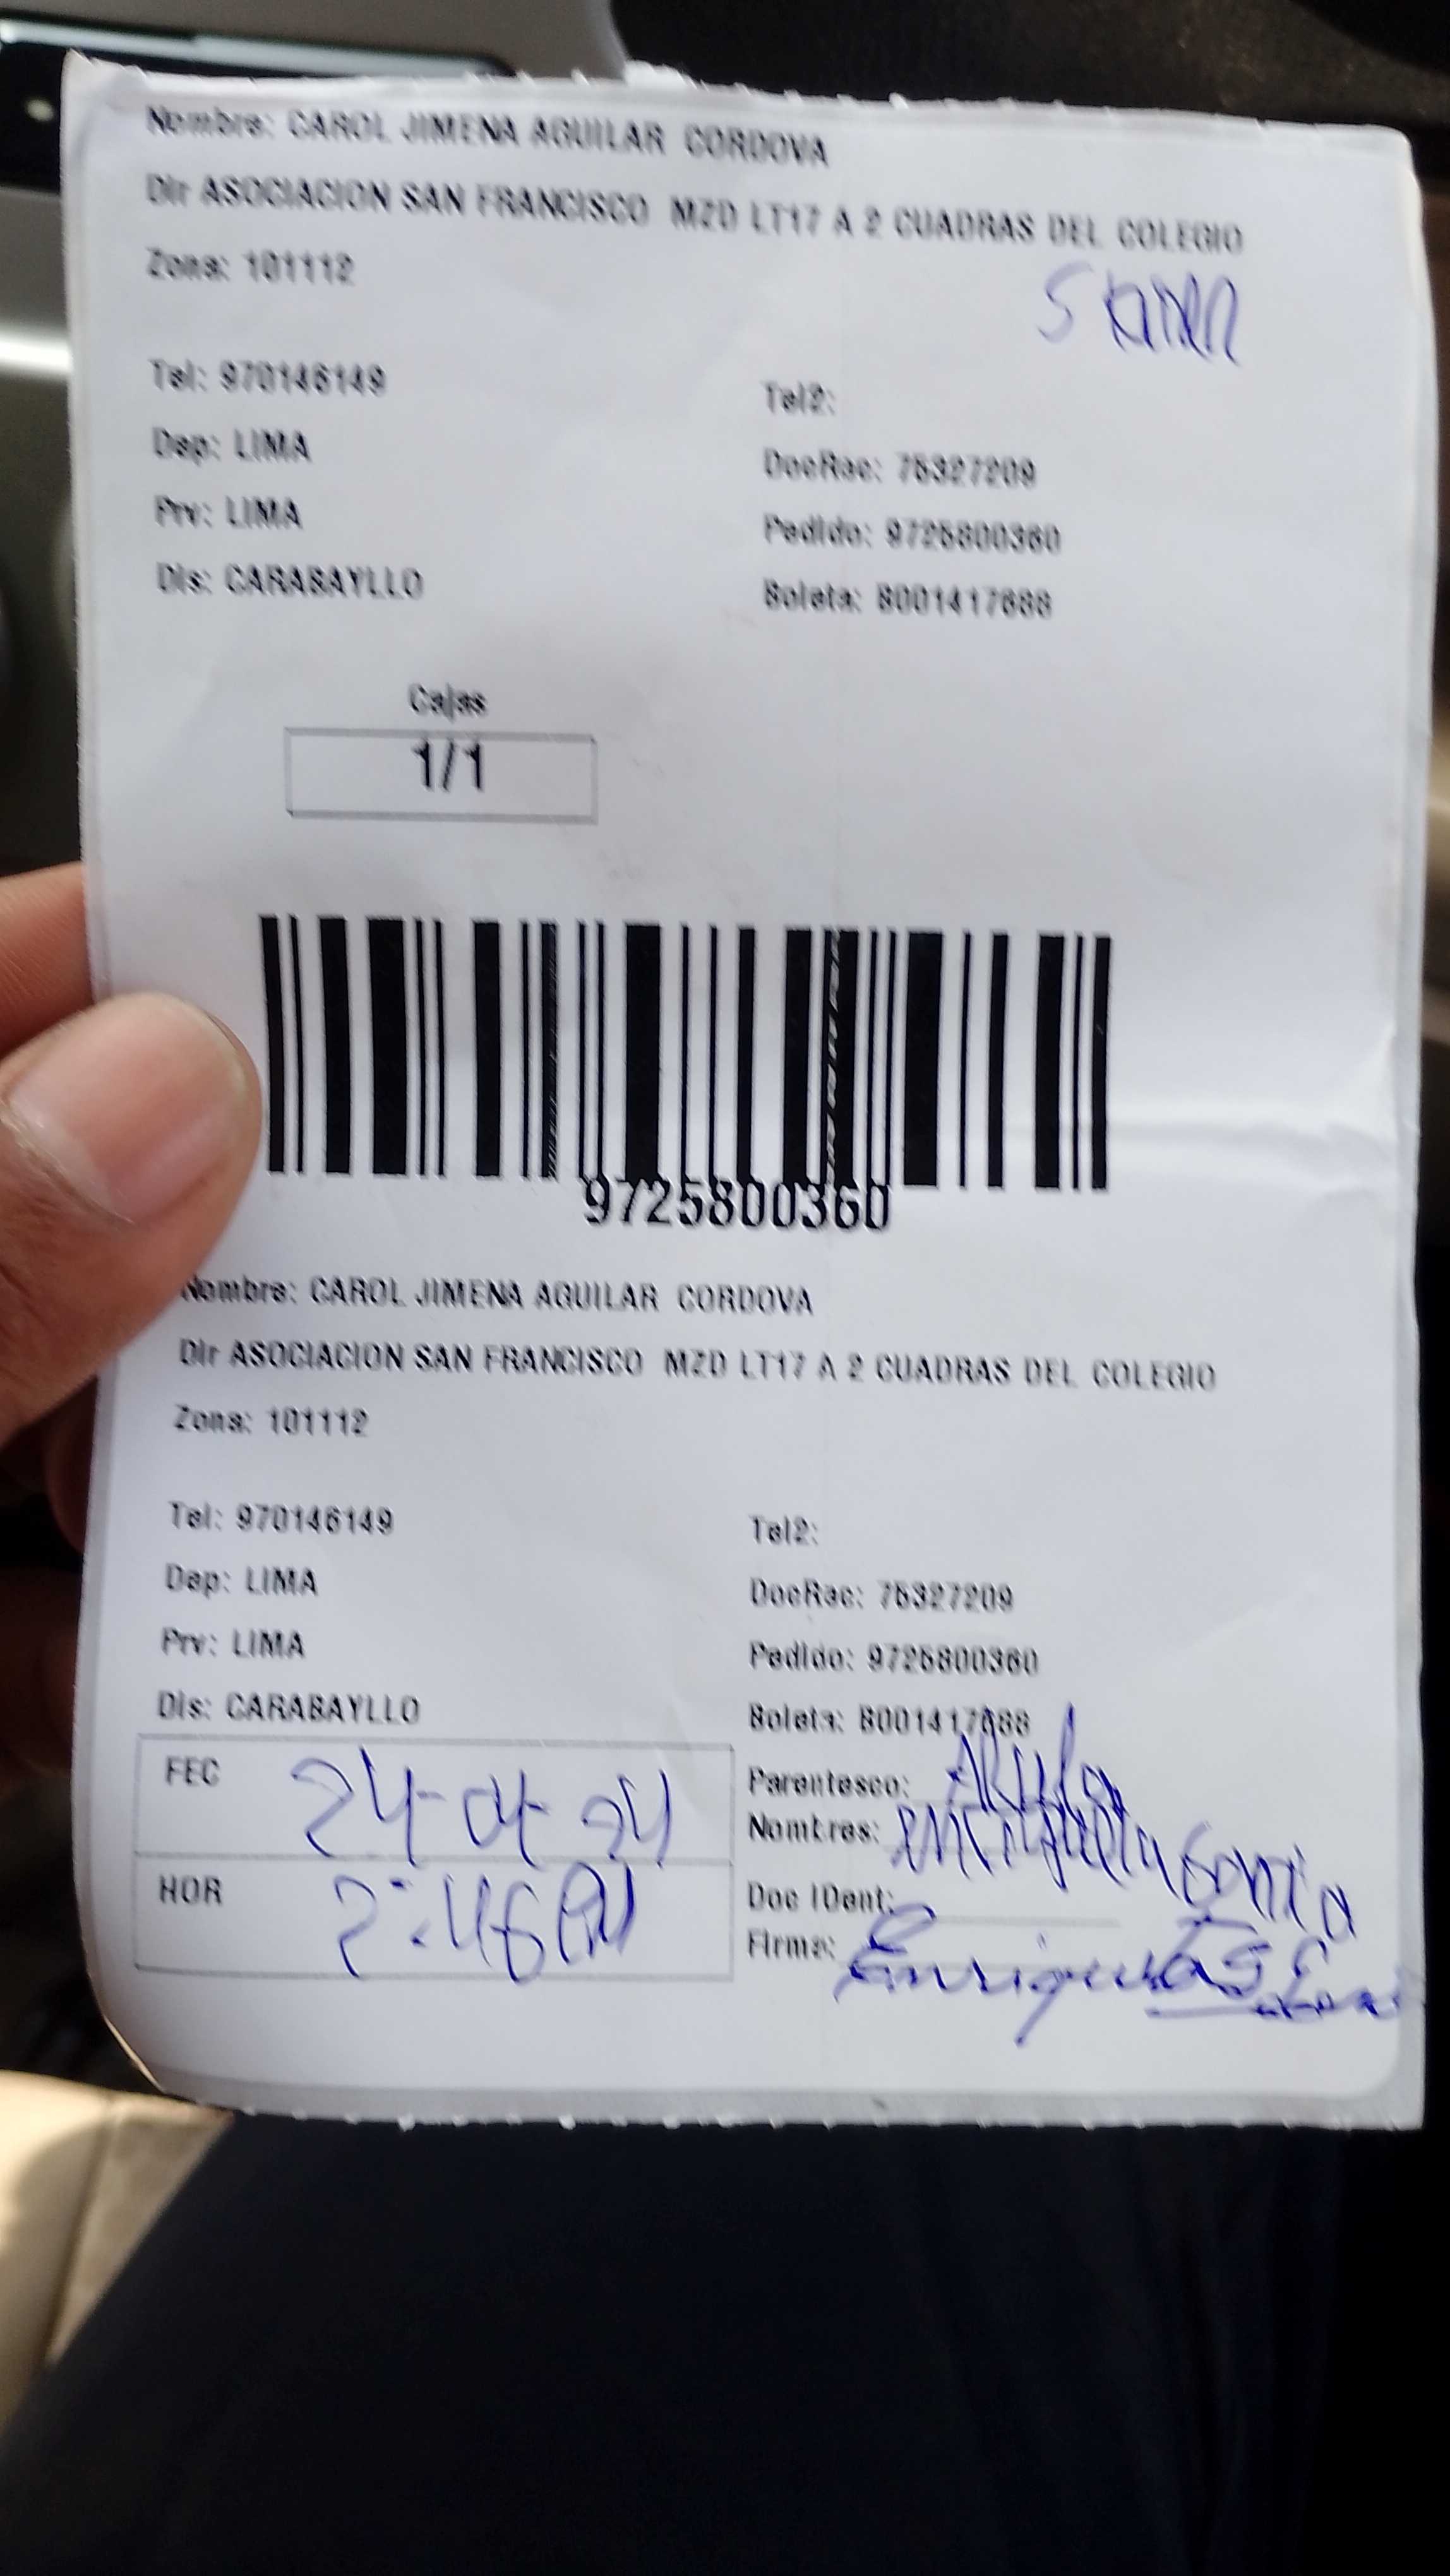 Nombre: CAROL JIMENA AGUILAR CORDOVA
Dir ASOCIACION SAN FRANCISCO MZD LT17 A 2 CUADRAS DEL COLEGIO
Zona: 101112
Tel: 970146149
Tel2:
Dep: LIMA
DocRec: 75327209
Prv: LIMA
Pedido: 9725800360
Dis: CARABAYLLO
Boleta: B001417688
Cajas
1/1
9725800360
Nombre: CAROL JIMENA AGUILAR CORDOVA
Dir ASOCIACION SAN FRANCISCO MZD LT17 A 2 CUADRAS DEL COLEGIO
Zona: 101112
Tel: 970146149
Tel2:
Dep: LIMA
DocRec: 75327209
Prv: LIMA
Pedido: 9725800360
Dis: CARABAYLLO
Boleta: B001417688
FEC 24-04-24
Parentesco:
Nombres:
HOR 2:48 PM
Doc IDent:
Firma: